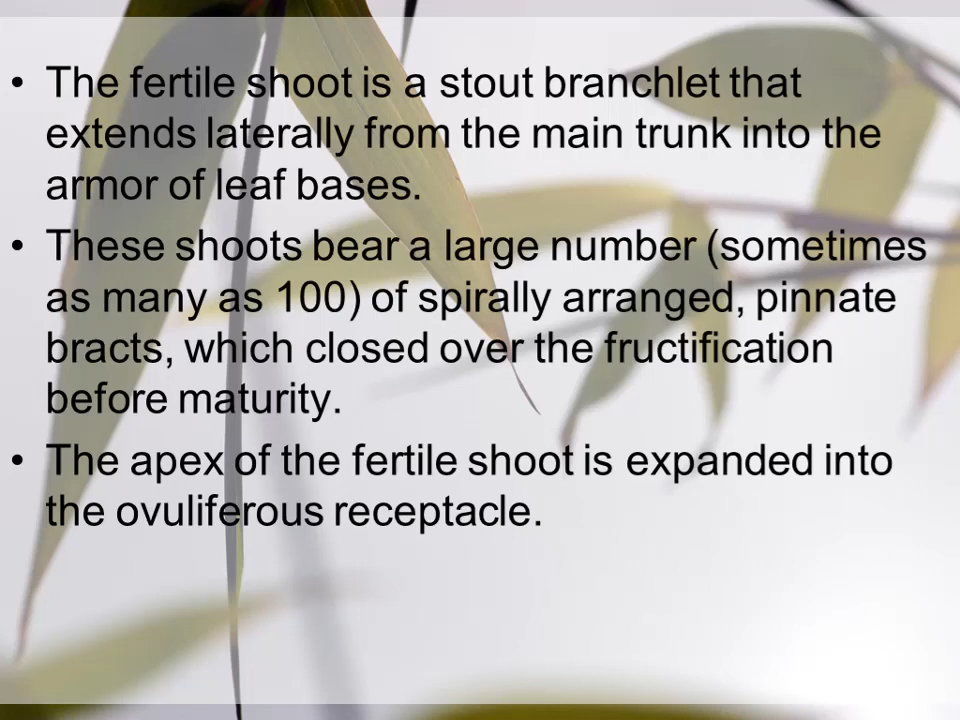 • The fertile shoot is a stout branchlet that
extends laterally from the main trunk into the
armor of leaf bases.
• These shoots bear a large number (sometimes
as many as 100) of spirally arranged, pinnate
bracts, which closed over the fructification
before maturity.
• The apex of the fertile shoot is expanded into
the ovuliferous receptacle.